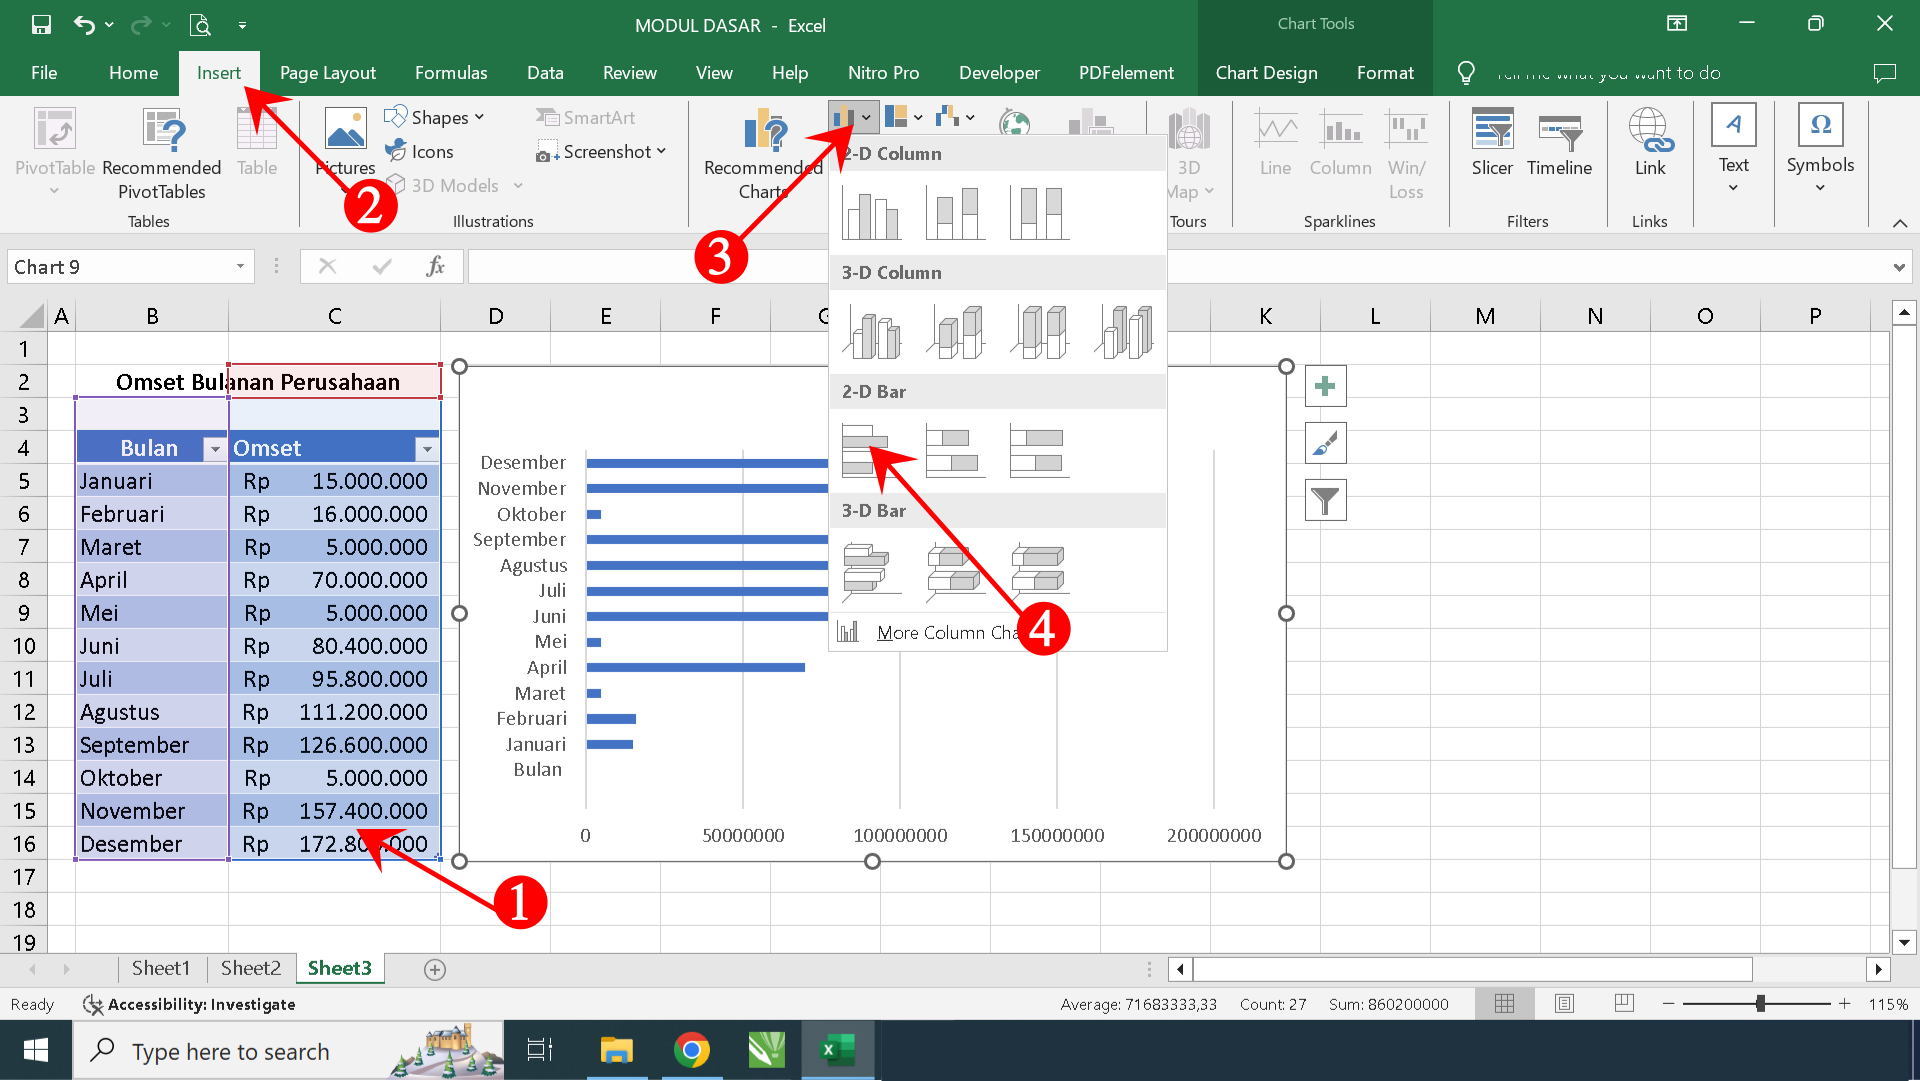 MODUL DASAR - Excel
Chart Tools
File Home Insert Page Layout Formulas Data Review View Help Nitro Pro Developer PDFelement Chart Design Format Tell me what you want to do
PivotTable
Recommended PivotTables
Table
Tables
Pictures
Shapes
Icons
3D Models
SmartArt
Screenshot
Illustrations
Recommended
Charts
3D
Map
Tours
Line
Column
Win/
Loss
Sparklines
Slicer
Timeline
Filters
Link
Links
Text
Symbols
2
3
2-D Column
3-D Column
2-D Bar
3-D Bar
More Column Cha
4
Chart 9
fx
A B C D E F G K L M N O P
1
2 Omset Bulanan Perusahaan
3
4 Bulan Omset
5 Januari Rp 15.000.000
6 Februari Rp 16.000.000
7 Maret Rp 5.000.000
8 April Rp 70.000.000
9 Mei Rp 5.000.000
10 Juni Rp 80.400.000
11 Juli Rp 95.800.000
12 Agustus Rp 111.200.000
13 September Rp 126.600.000
14 Oktober Rp 5.000.000
15 November Rp 157.400.000
16 Desember Rp
17
18
19
1
Desember
November
Oktober
September
Agustus
Juli
Juni
Mei
April
Maret
Februari
Januari
Bulan
0 50000000 100000000 150000000 200000000
Sheet1 Sheet2 Sheet3
Ready Accessibility: Investigate Average: 71683333,33 Count: 27 Sum: 860200000 115%
Type here to search